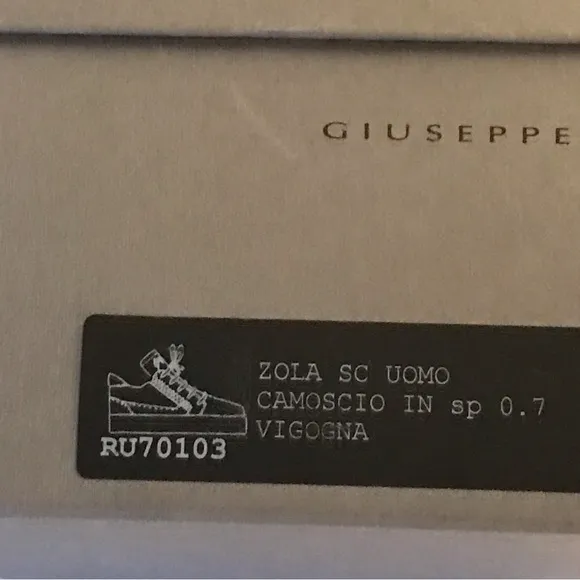 GIUSEPPE
ZOLA SC UOMO
CAMOSCIO IN sp 0.7
VIGOGNA
RU70103